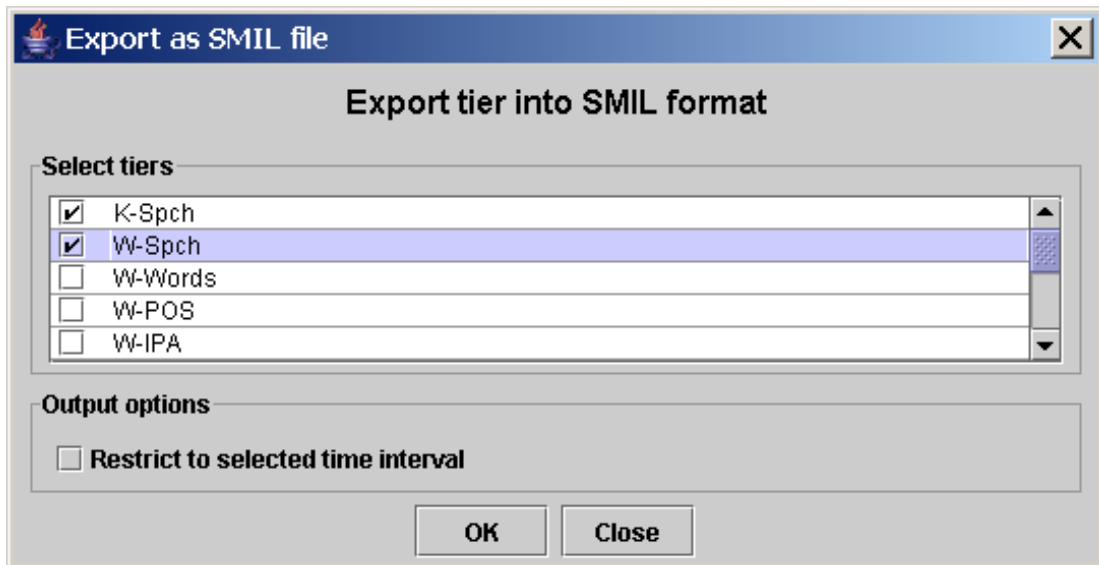 Export as SMIL file
Export tier into SMIL format
Select tiers
K-Spch
W-Spch
W-Words
W-POS
W-IPA
Output options
Restrict to selected time interval
OK Close